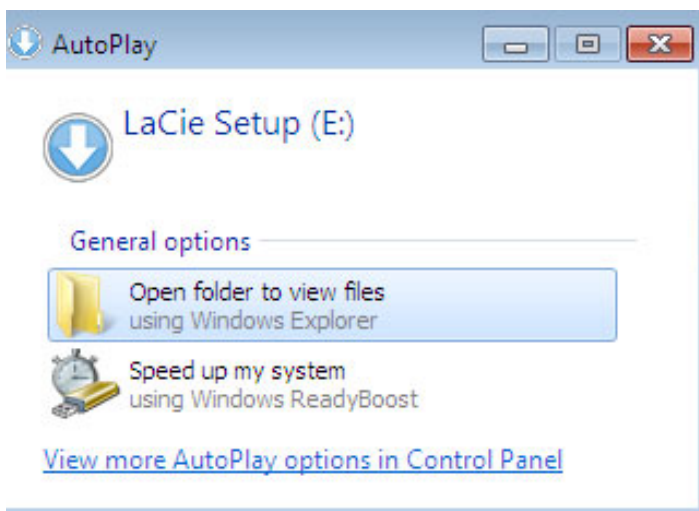 AutoPlay
LaCie Setup (E:)
General options
Open folder to view files
using Windows Explorer
Speed up my system
using Windows ReadyBoost
View more AutoPlay options in Control Panel